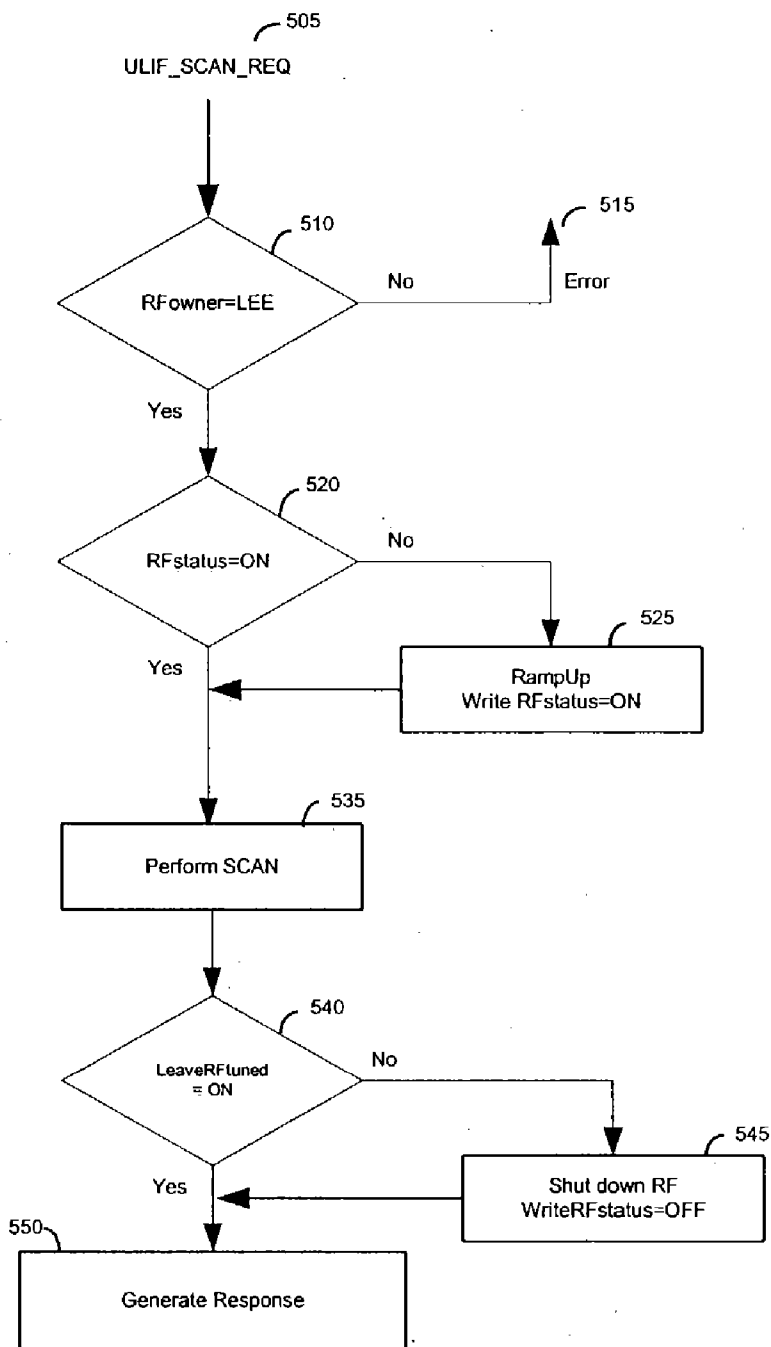 505
ULIF_SCAN_REQ
510
515
RFowner=LEE
No
Error
Yes
520
RFstatus=ON
No
525
Yes
RampUp
Write RFstatus=ON
535
Perform SCAN
540
LeaveRFtuned
= ON
No
545
Yes
Shut down RF
WriteRFstatus=OFF
550
Generate Response